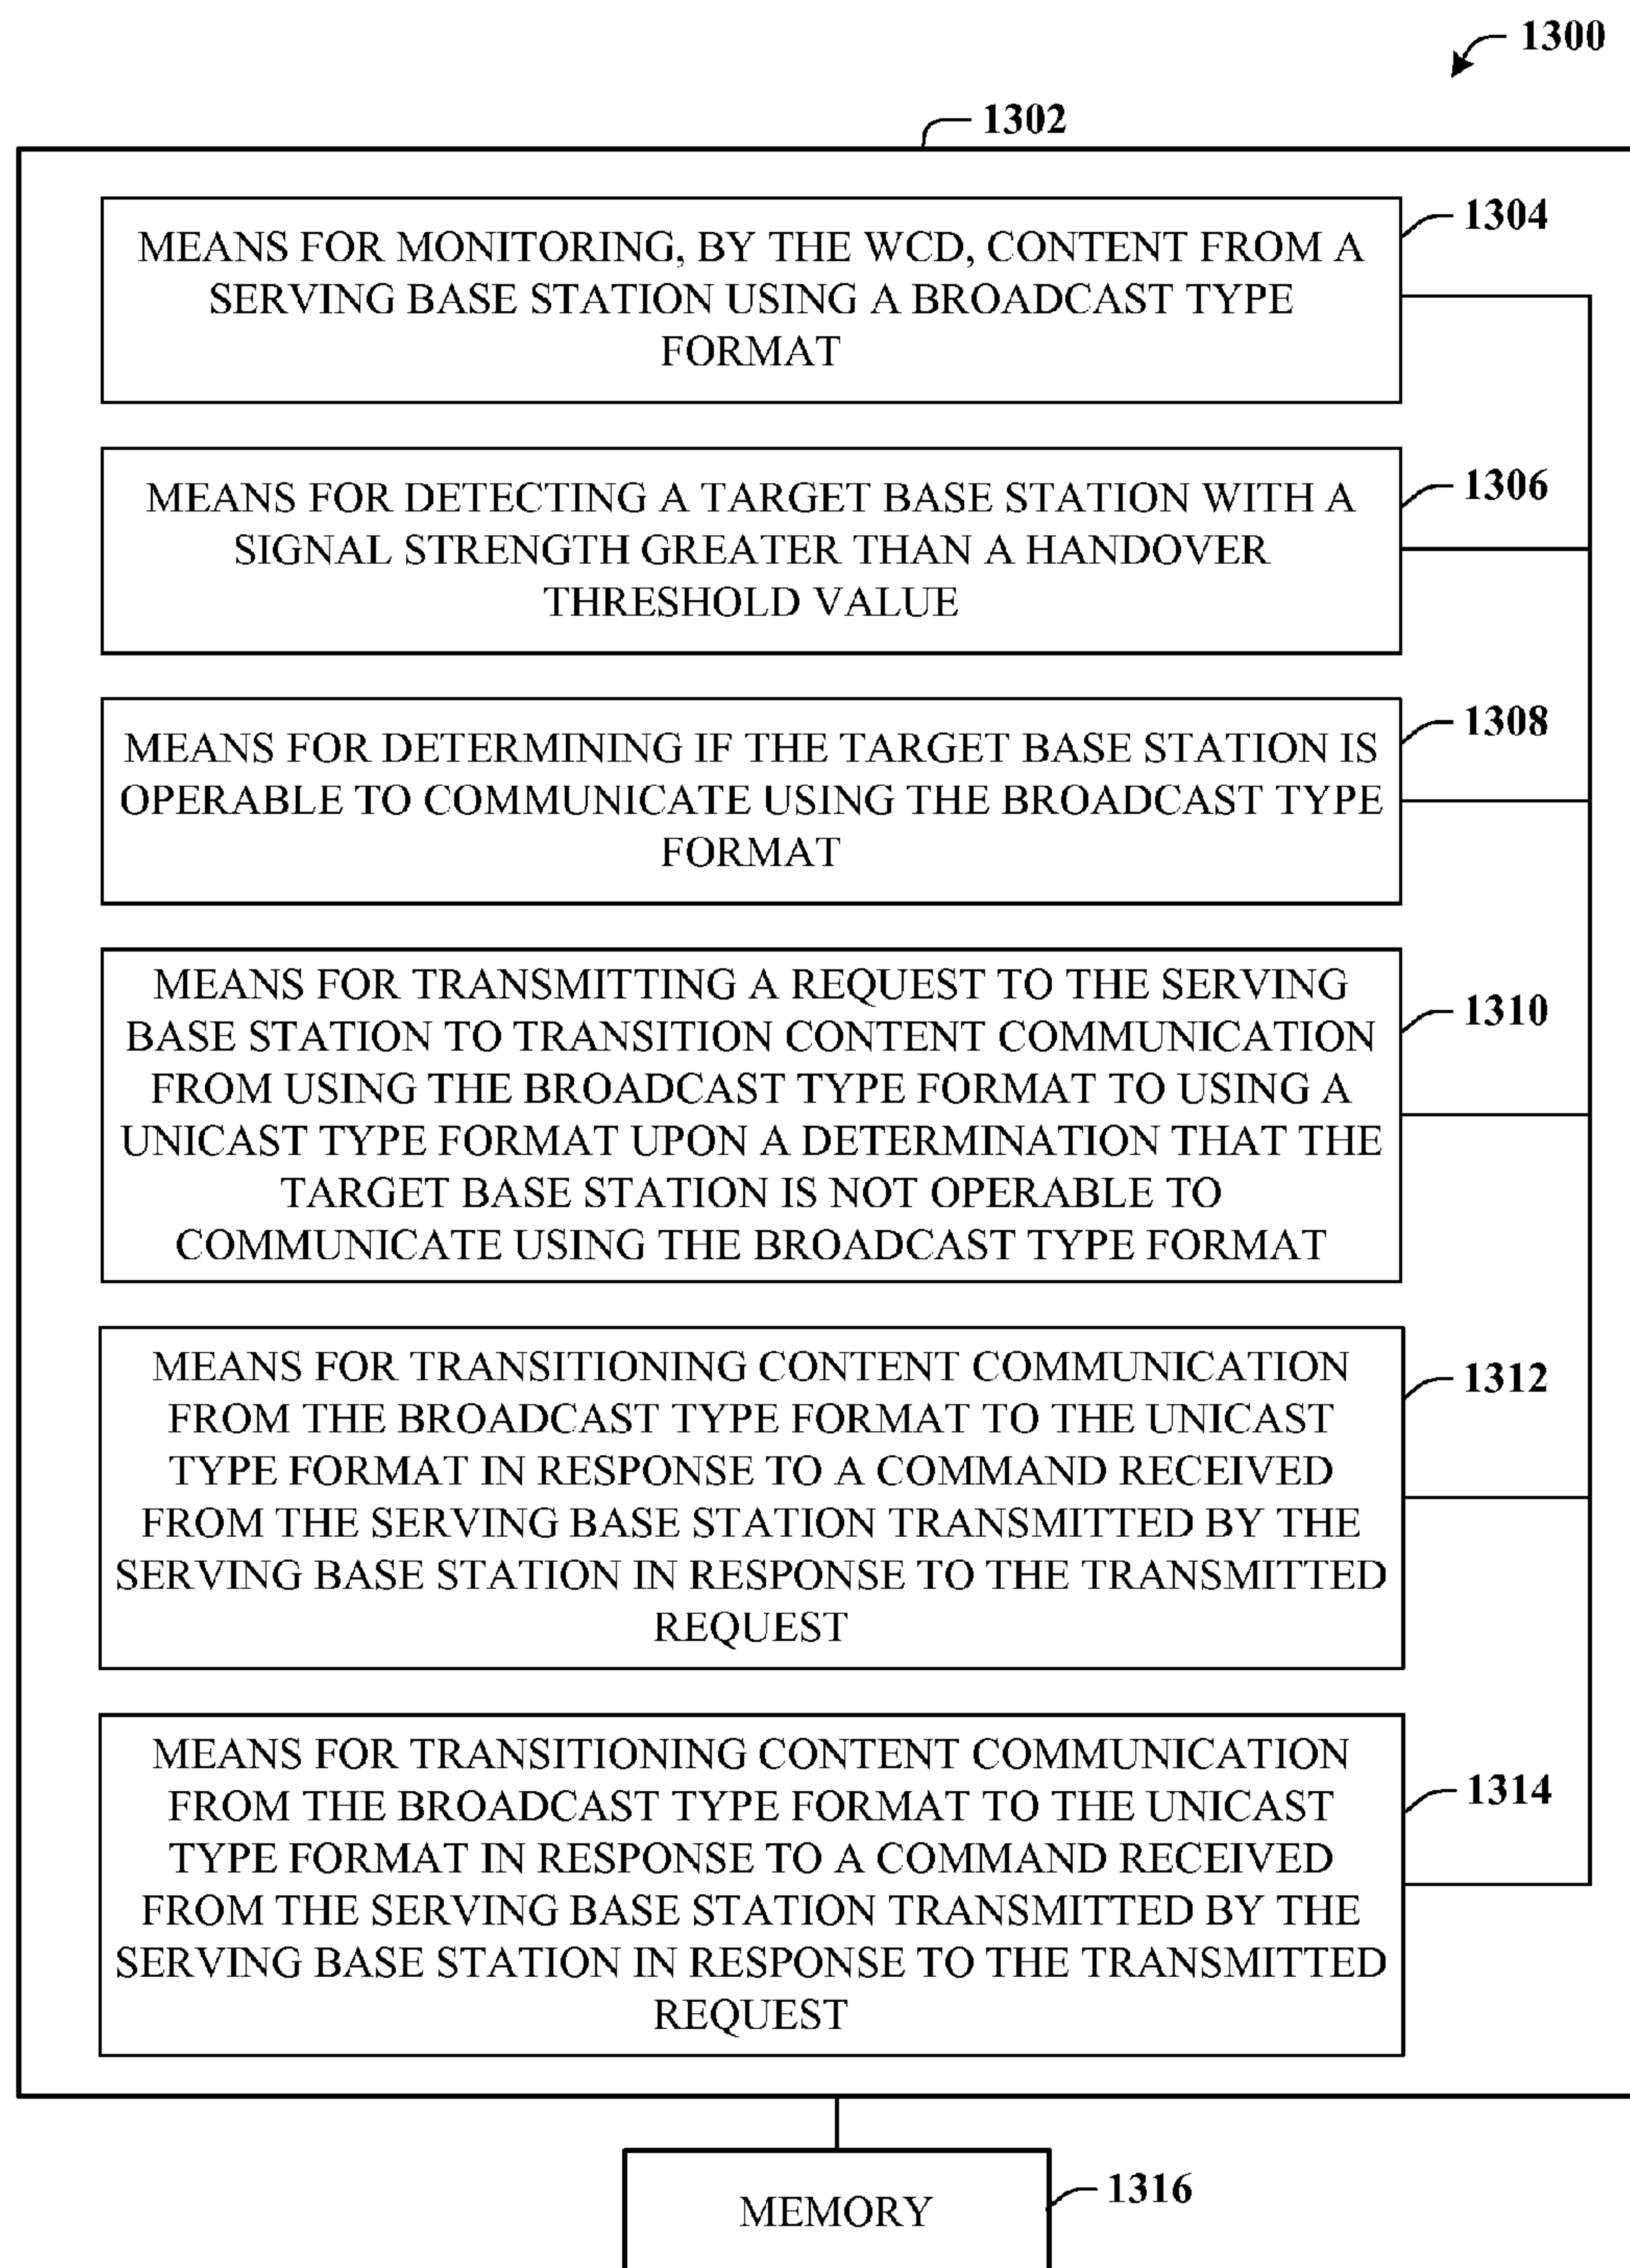 1300
1302
1304
MEANS FOR MONITORING, BY THE WCD, CONTENT FROM A
SERVING BASE STATION USING A BROADCAST TYPE
FORMAT
1306
MEANS FOR DETECTING A TARGET BASE STATION WITH A
SIGNAL STRENGTH GREATER THAN A HANDOVER
THRESHOLD VALUE
1308
MEANS FOR DETERMINING IF THE TARGET BASE STATION IS
OPERABLE TO COMMUNICATE USING THE BROADCAST TYPE
FORMAT
1310
MEANS FOR TRANSMITTING A REQUEST TO THE SERVING
BASE STATION TO TRANSITION CONTENT COMMUNICATION
FROM USING THE BROADCAST TYPE FORMAT TO USING A
UNICAST TYPE FORMAT UPON A DETERMINATION THAT THE
TARGET BASE STATION IS NOT OPERABLE TO
COMMUNICATE USING THE BROADCAST TYPE FORMAT
1312
MEANS FOR TRANSITIONING CONTENT COMMUNICATION
FROM THE BROADCAST TYPE FORMAT TO THE UNICAST
TYPE FORMAT IN RESPONSE TO A COMMAND RECEIVED
FROM THE SERVING BASE STATION TRANSMITTED BY THE
SERVING BASE STATION IN RESPONSE TO THE TRANSMITTED
REQUEST
1314
MEANS FOR TRANSITIONING CONTENT COMMUNICATION
FROM THE BROADCAST TYPE FORMAT TO THE UNICAST
TYPE FORMAT IN RESPONSE TO A COMMAND RECEIVED
FROM THE SERVING BASE STATION TRANSMITTED BY THE
SERVING BASE STATION IN RESPONSE TO THE TRANSMITTED
REQUEST
1316
MEMORY